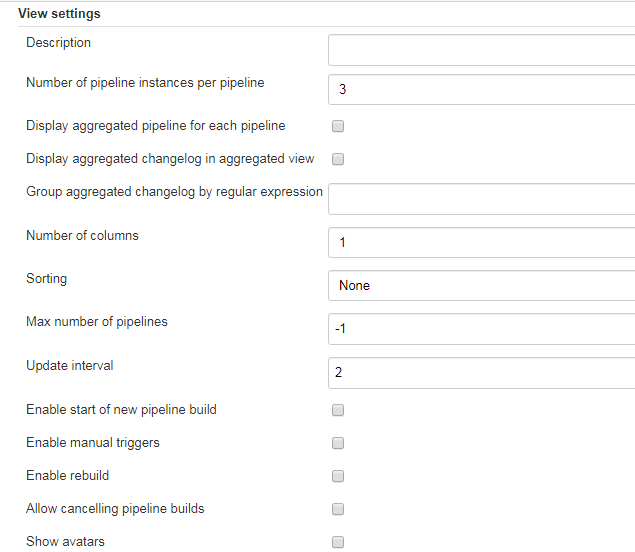 View settings
Description
Number of pipeline instances per pipeline
3
Display aggregated pipeline for each pipeline
Display aggregated changelog in aggregated view
Group aggregated changelog by regular expression
Number of columns
1
Sorting
None
Max number of pipelines
-1
Update interval
2
Enable start of new pipeline build
Enable manual triggers
Enable rebuild
Allow cancelling pipeline builds
Show avatars